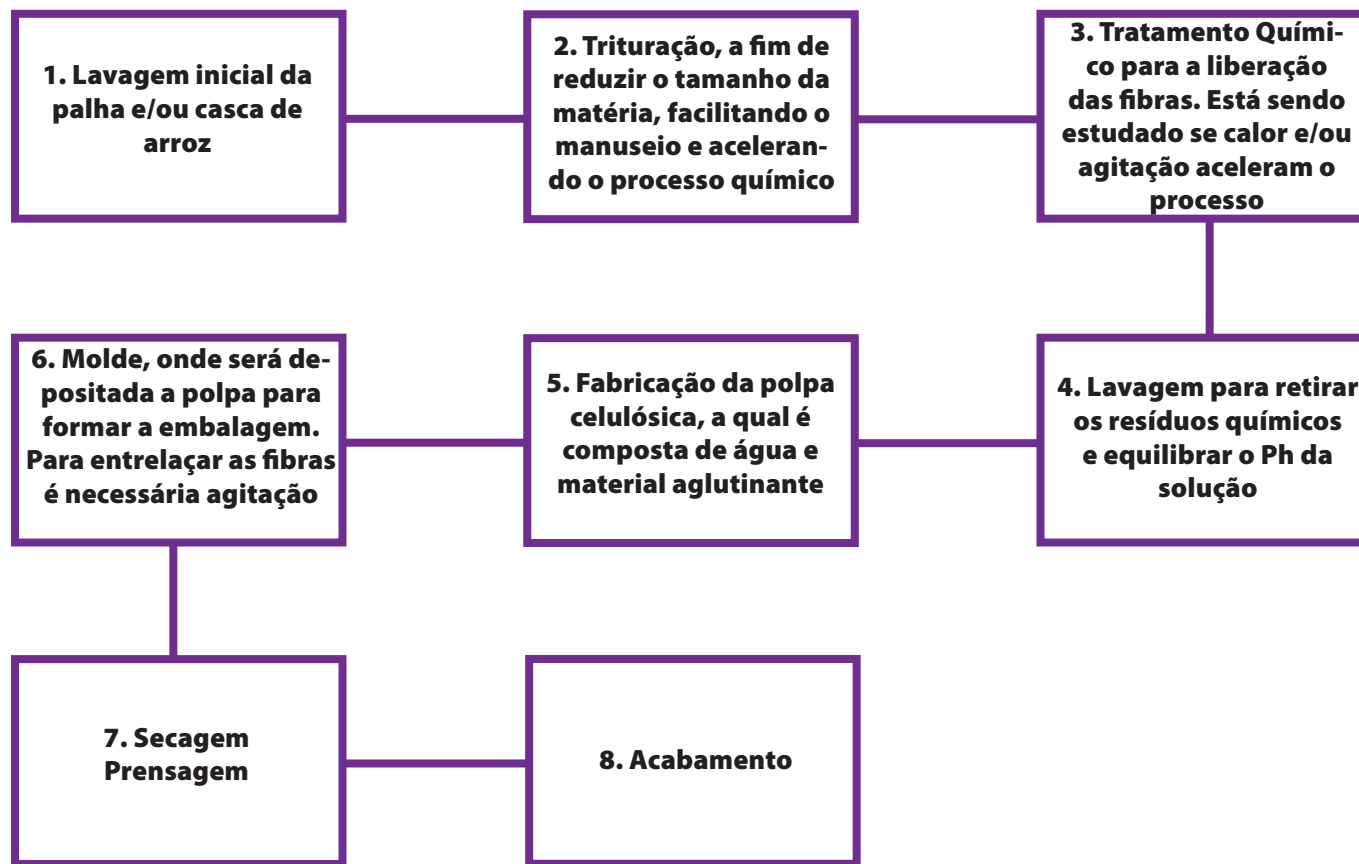 1. Lavagem inicial da
palha e/ou casca de
arroz
2. Trituração, a fim de
reduzir o tamanho da
matéria, facilitando o
manuseio e aceleran-
do o processo químico
3. Tratamento Quími-
co para a liberação
das fibras. Está sendo
estudado se calor e/ou
agitação aceleram o
processo
4. Lavagem para retirar
os resíduos químicos
e equilibrar o Ph da
solução
5. Fabricação da polpa
celulósica, a qual é
composta de água e
material aglutinante
6. Molde, onde será de-
positada a polpa para
formar a embalagem.
Para entrelaçar as fibras
é necessária agitação
7. Secagem
Prensagem
8. Acabamento